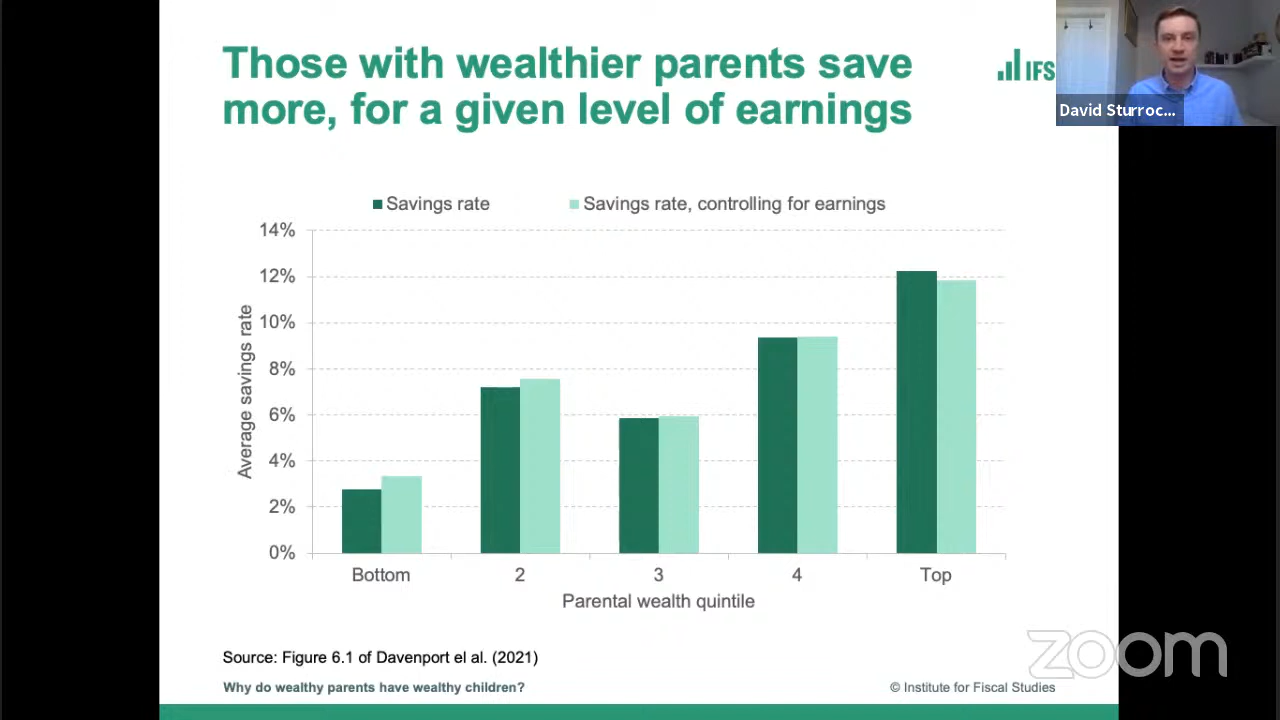 Those with wealthier parents save
more, for a given level of earnings
IFS
David Sturroc...
Savings rate
Savings rate, controlling for earnings
14%
12%
10%
8%
6%
4%
2%
0%
Average savings rate
Bottom
2
3
4
Top
Parental wealth quintile
Source: Figure 6.1 of Davenport el al. (2021)
Why do wealthy parents have wealthy children?
© Institute for Fiscal Studies
zoom